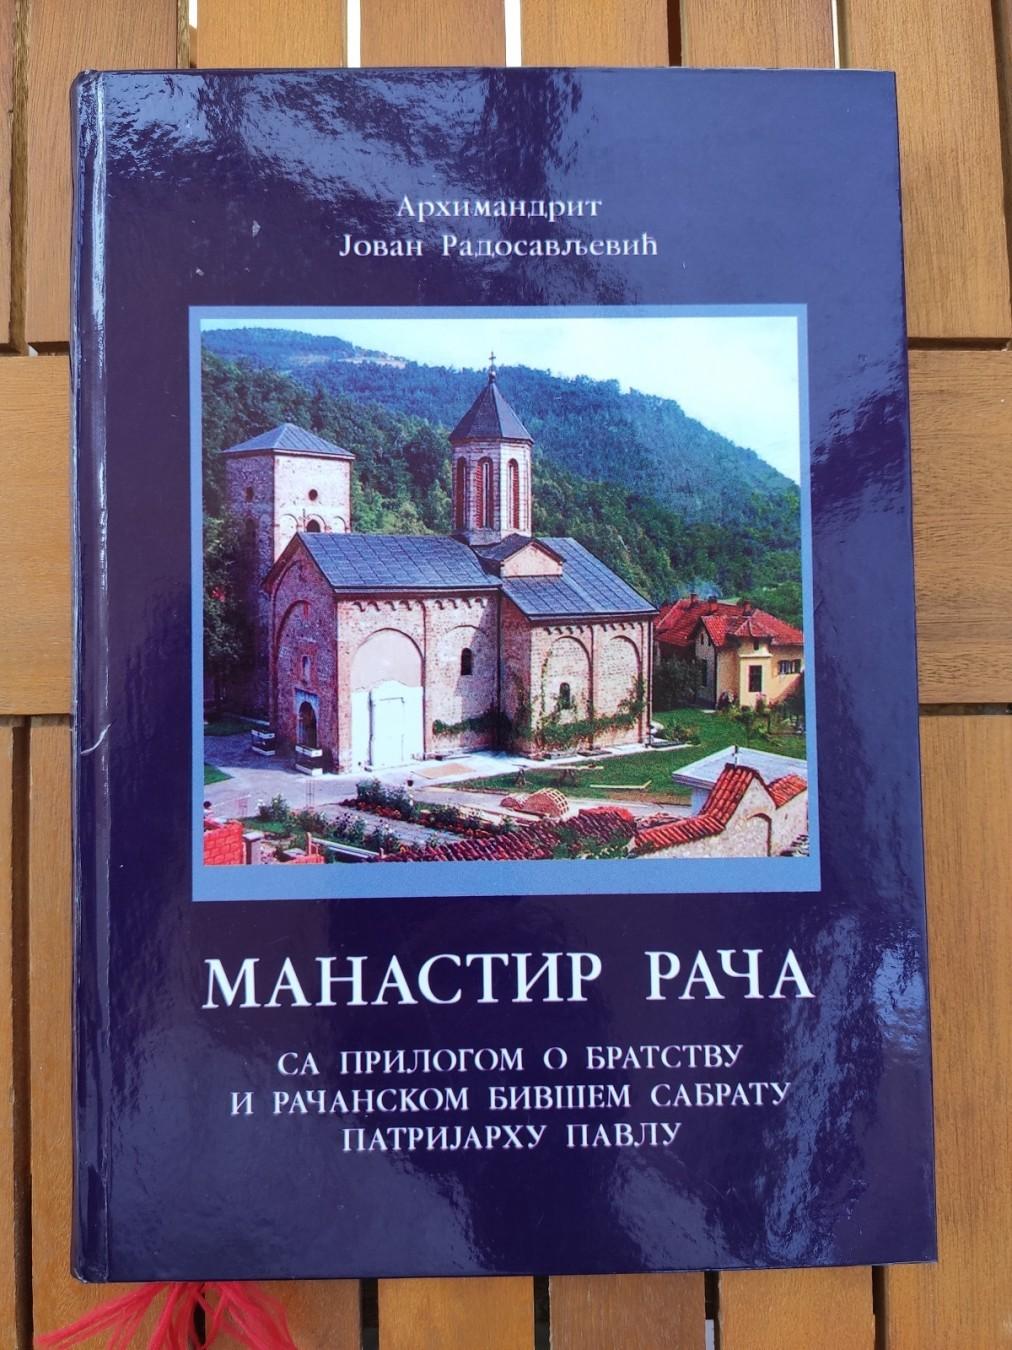 Архимандрит
Јован Радосављевић
МАНАСТИР РАЧА
СА ПРИЛОГОМ О БРАТСТВУ
И РАЧАНСКОМ БИВШЕМ САБРАТУ
ПАТРИЈАРХУ ПАВЛУ